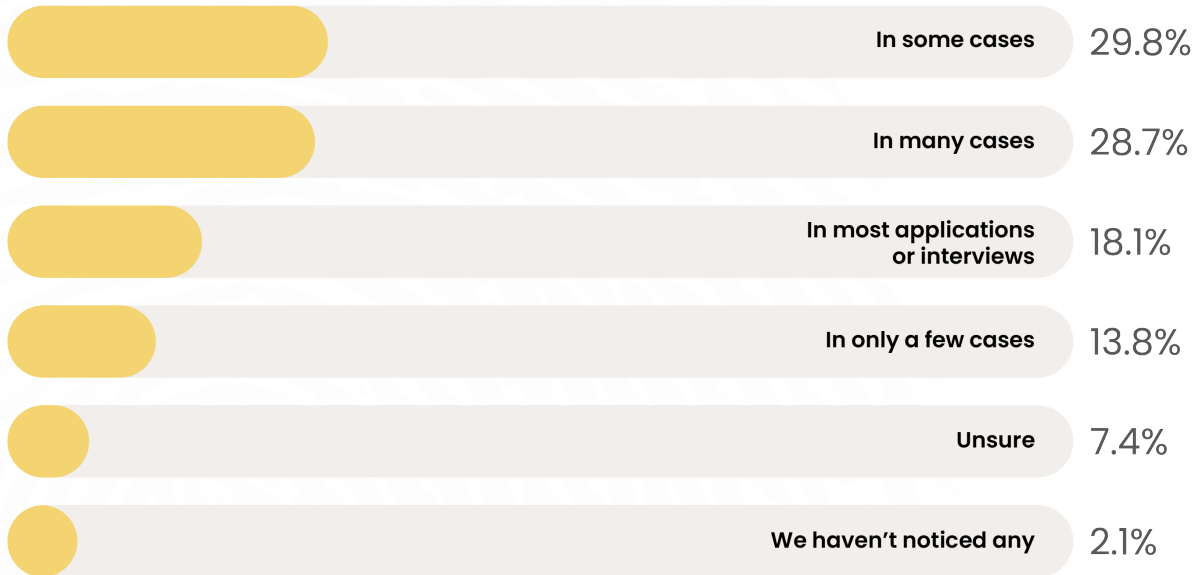 In some cases 29.8%
In many cases 28.7%
In most applications
or interviews 18.1%
In only a few cases 13.8%
Unsure 7.4%
We haven’t noticed any 2.1%